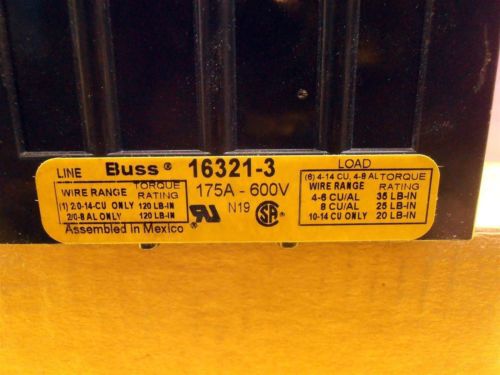 LINE Buss® 16321-3 LOAD
WIRE RANGE TORQUE RATING
(1) 2/0-14-CU ONLY 120 LB-IN
2/0-8 AL ONLY 120 LB-IN
Assembled in Mexico
175A - 600V
N19
(6) 4-14 CU, 4-8 AL TORQUE
WIRE RANGE RATING
4-6 CU/AL 35 LB-IN
8 CU/AL 25 LB-IN
10-14 CU ONLY 20 LB-IN